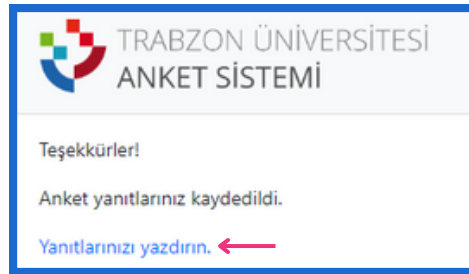 TRABZON ÜNİVERSİTESİ
ANKET SİSTEMİ
Teşekkürler!
Anket yanıtlarınız kaydedildi.
Yanıtlarınızı yazdırın.